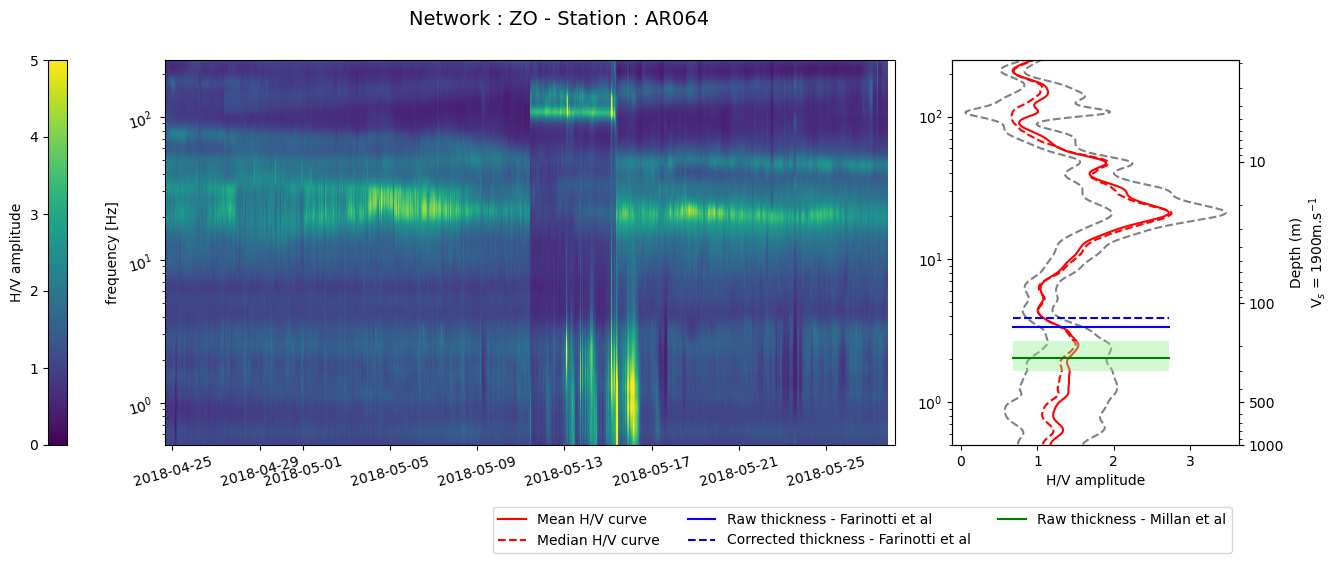 Network : ZO - Station : AR064
5
4
3
2
1
0
H/V amplitude
10²
10¹
10⁰
frequency [Hz]
2018-04-25
2018-04-29
2018-05-01
2018-05-05
2018-05-09
2018-05-13
2018-05-17
2018-05-21
2018-05-25
10²
10¹
10⁰
0
1
2
3
H/V amplitude
10
100
500
1000
Depth (m)
Vₛ = 1900m.s⁻¹
Mean H/V curve
Median H/V curve
Raw thickness - Farinotti et al
Corrected thickness - Farinotti et al
Raw thickness - Millan et al